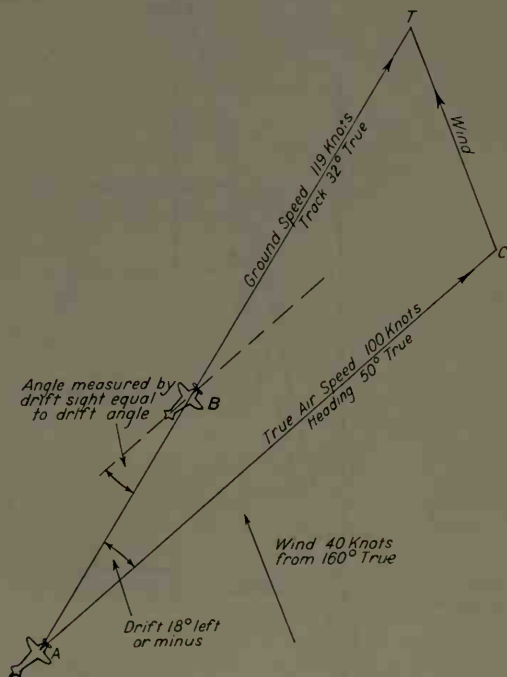 T
Ground Speed 119 Knots
Track 32° True
Wind
C
True Air Speed 100 Knots
Heading 50° True
Angle measured by
drift sight equal
to drift angle
B
Wind 40 Knots
from 160° True
Drift 18° left
or minus
A